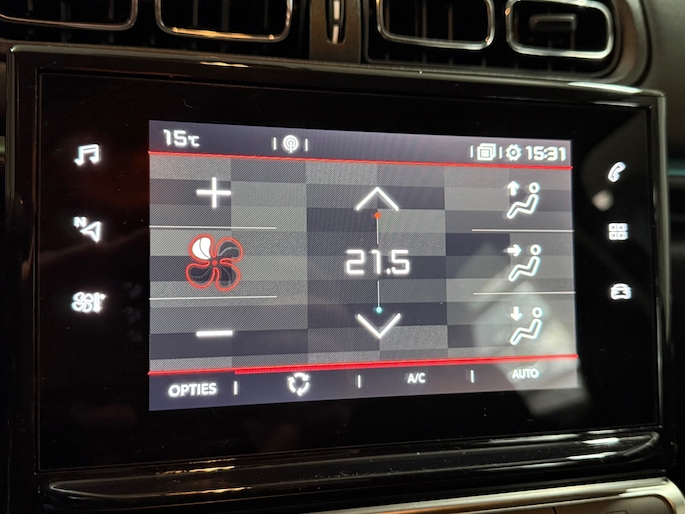 15°C
15:31
N
21.5
OPTIES
A/C
AUTO